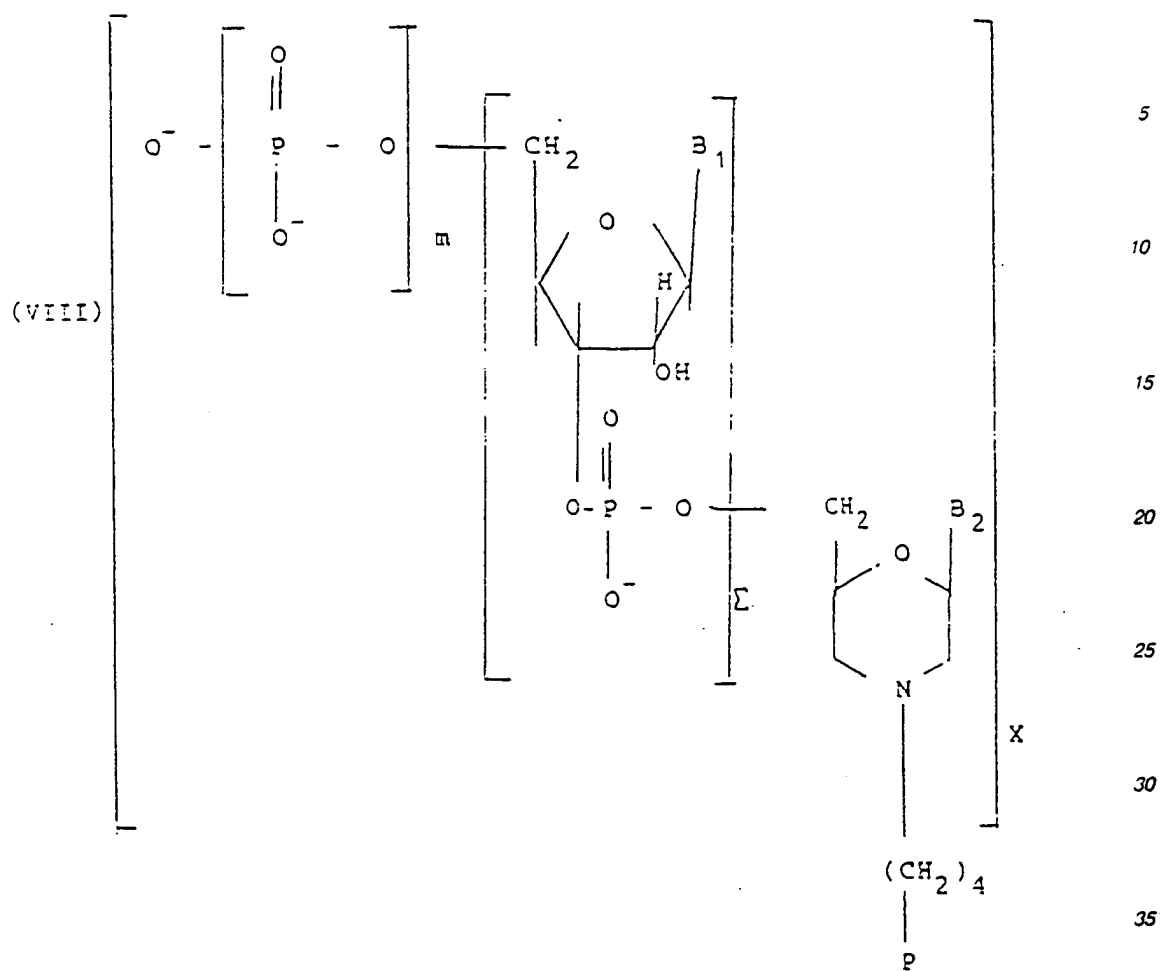 O
5
O⁻ - P - O CH₂ B₁
O
O⁻ m 10
H
(VIII)
OH 15
O
O- P - O CH₂ B₂ 20
O
O⁻ Σ
25
N
X
30
(CH₂)₄
35
P